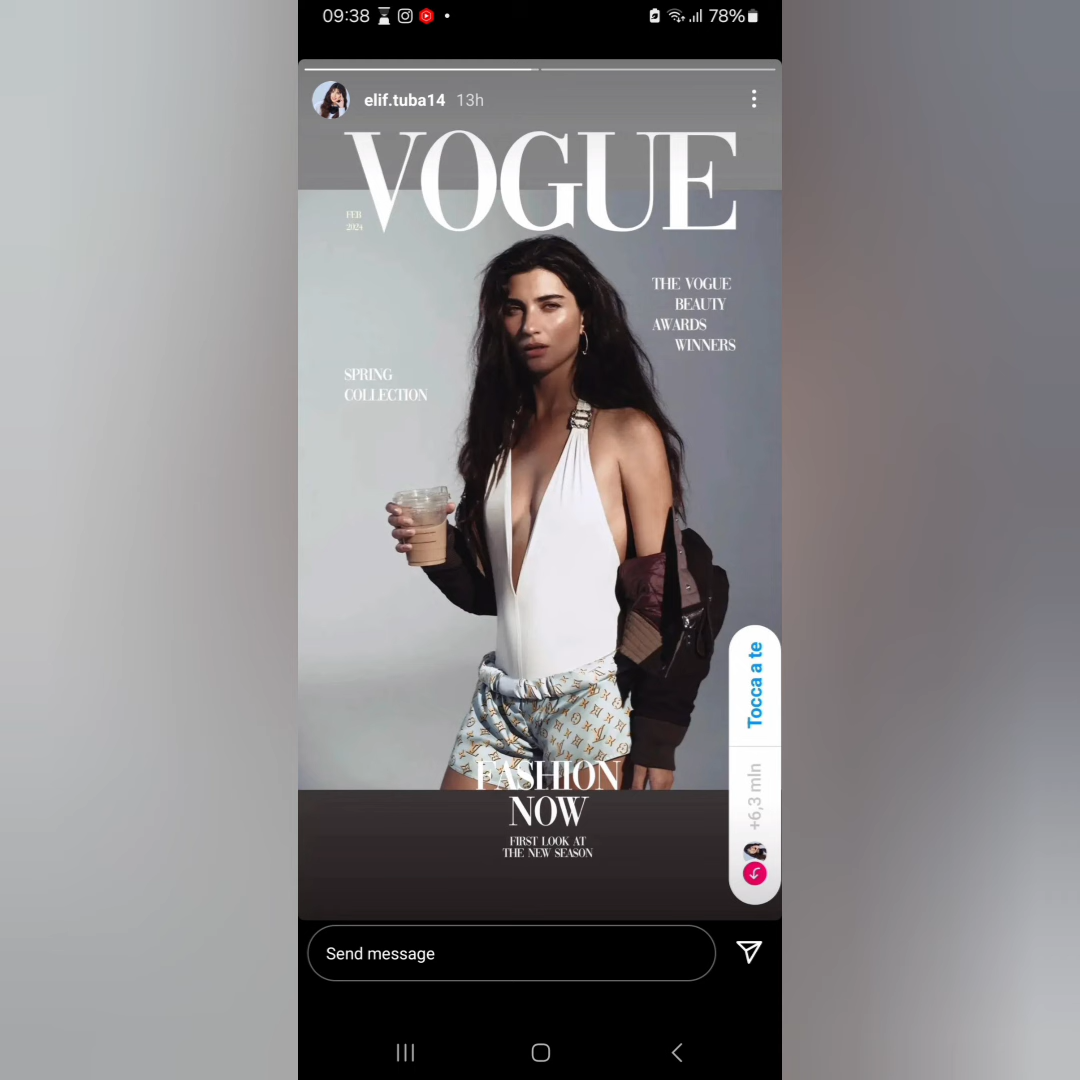 09:38
78%
elif.tuba14 13h
VOGUE
FEB
2024
THE VOGUE
BEAUTY
AWARDS
WINNERS
SPRING
COLLECTION
Tocca a te
+6,3 mln
FASHION
NOW
FIRST LOOK AT
THE NEW SEASON
Send message